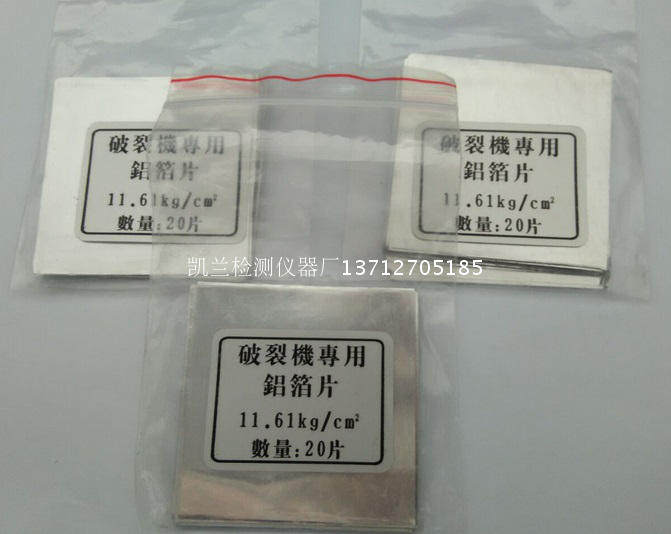 破裂機專用
鋁箔片
11.61kg/cm²
數量:20片
破裂機專用
鋁箔片
11.61kg/cm²
數量:20片
凯兰检测仪器厂13712705185
破裂機專用
鋁箔片
11.61kg/cm²
數量:20片